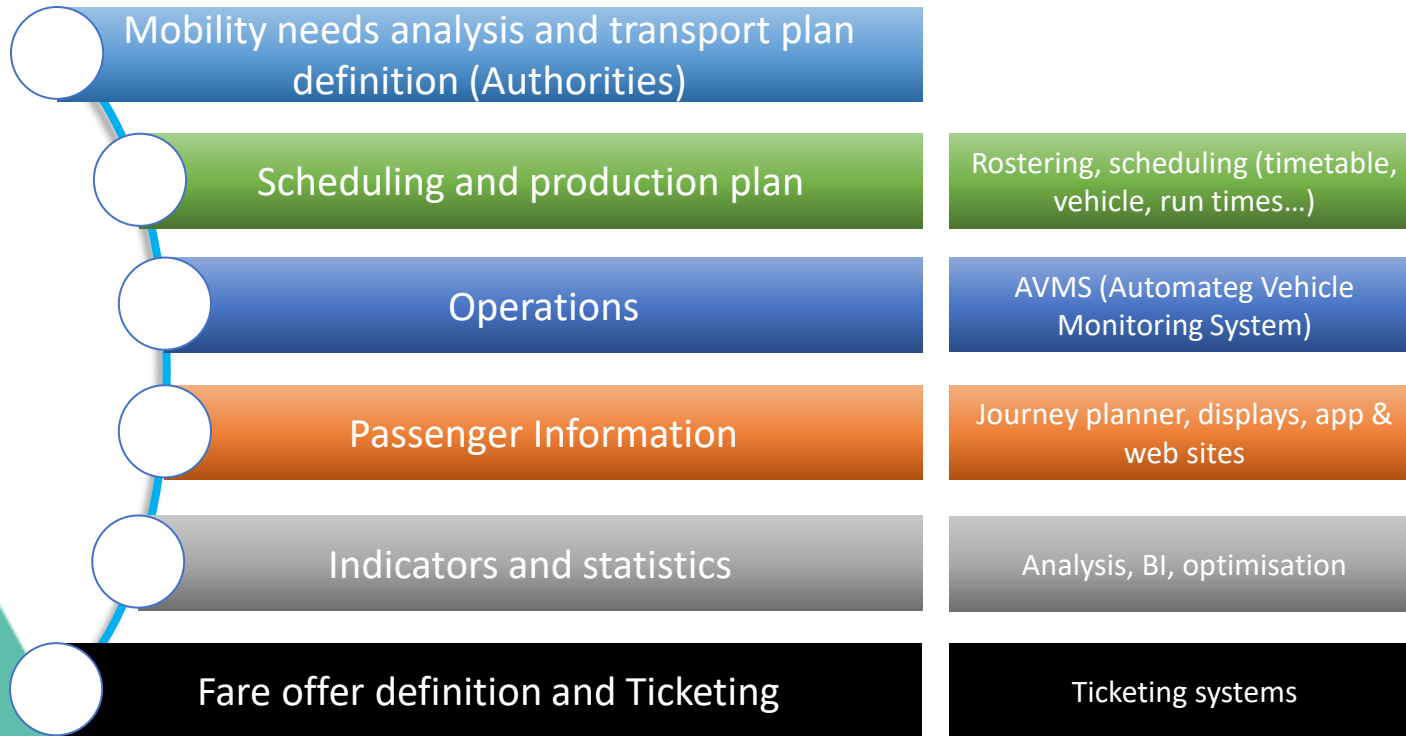 Mobility needs analysis and transport plan
definition (Authorities)
Scheduling and production plan
Rostering, scheduling (timetable,
vehicle, run times…)
Operations
AVMS (Automateg Vehicle
Monitoring System)
Passenger Information
Journey planner, displays, app &
web sites
Indicators and statistics
Analysis, BI, optimisation
Fare offer definition and Ticketing
Ticketing systems